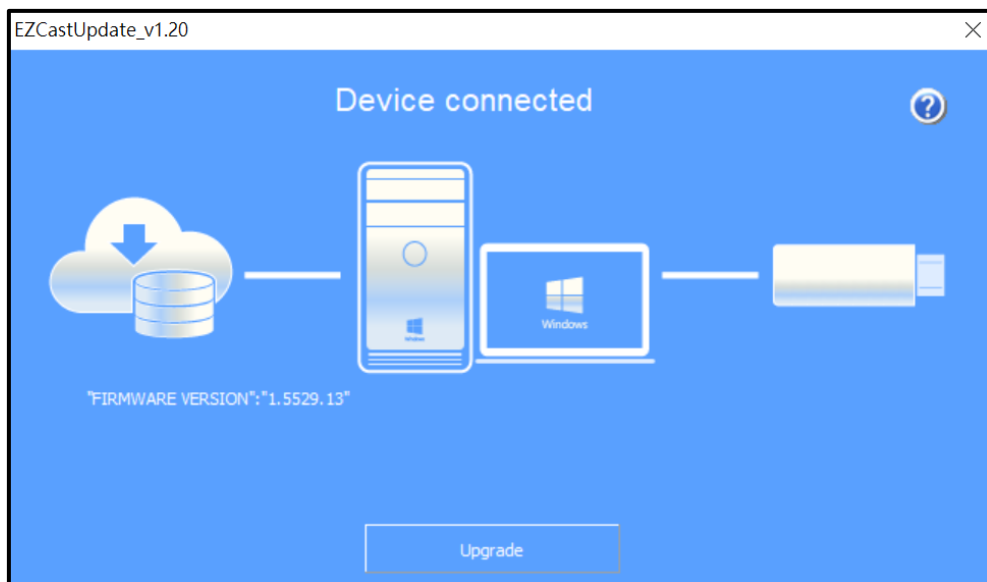 EZCastUpdate_v1.20
Device connected
?
Windows
Windows
"FIRMWARE VERSION":"1.5529.13"
Upgrade